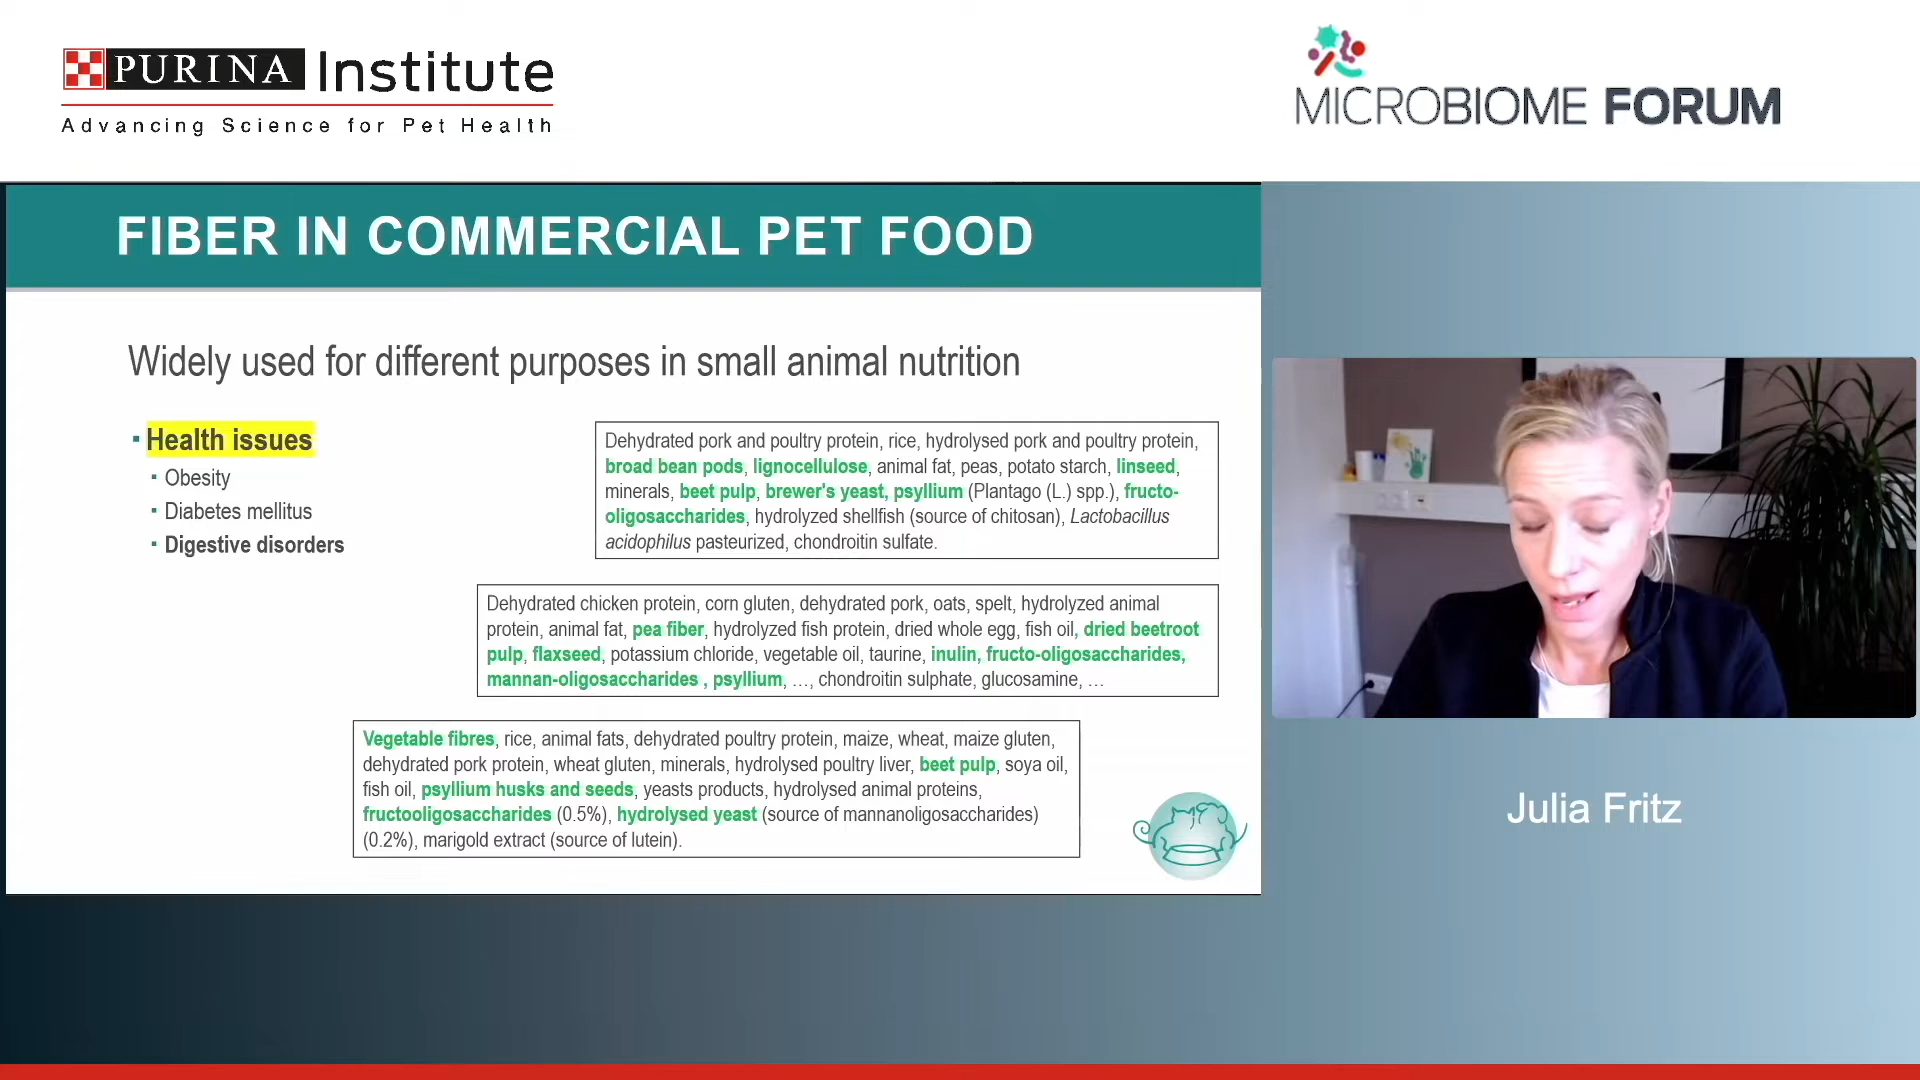 PURINA Institute
Advancing Science for Pet Health
MICROBIOME FORUM
FIBER IN COMMERCIAL PET FOOD
Widely used for different purposes in small animal nutrition
▪ Health issues
▪ Obesity
▪ Diabetes mellitus
▪ Digestive disorders
Dehydrated pork and poultry protein, rice, hydrolysed pork and poultry protein,
broad bean pods, lignocellulose, animal fat, peas, potato starch, linseed,
minerals, beet pulp, brewer's yeast, psyllium (Plantago (L.) spp.), fructo-
oligosaccharides, hydrolyzed shellfish (source of chitosan), Lactobacillus
acidophilus pasteurized, chondroitin sulfate.
Dehydrated chicken protein, corn gluten, dehydrated pork, oats, spelt, hydrolyzed animal
protein, animal fat, pea fiber, hydrolyzed fish protein, dried whole egg, fish oil, dried beetroot
pulp, flaxseed, potassium chloride, vegetable oil, taurine, inulin, fructo-oligosaccharides,
mannan-oligosaccharides , psyllium, …, chondroitin sulphate, glucosamine, …
Vegetable fibres, rice, animal fats, dehydrated poultry protein, maize, wheat, maize gluten,
dehydrated pork protein, wheat gluten, minerals, hydrolysed poultry liver, beet pulp, soya oil,
fish oil, psyllium husks and seeds, yeasts products, hydrolysed animal proteins,
fructooligosaccharides (0.5%), hydrolysed yeast (source of mannanoligosaccharides)
(0.2%), marigold extract (source of lutein).
Julia Fritz